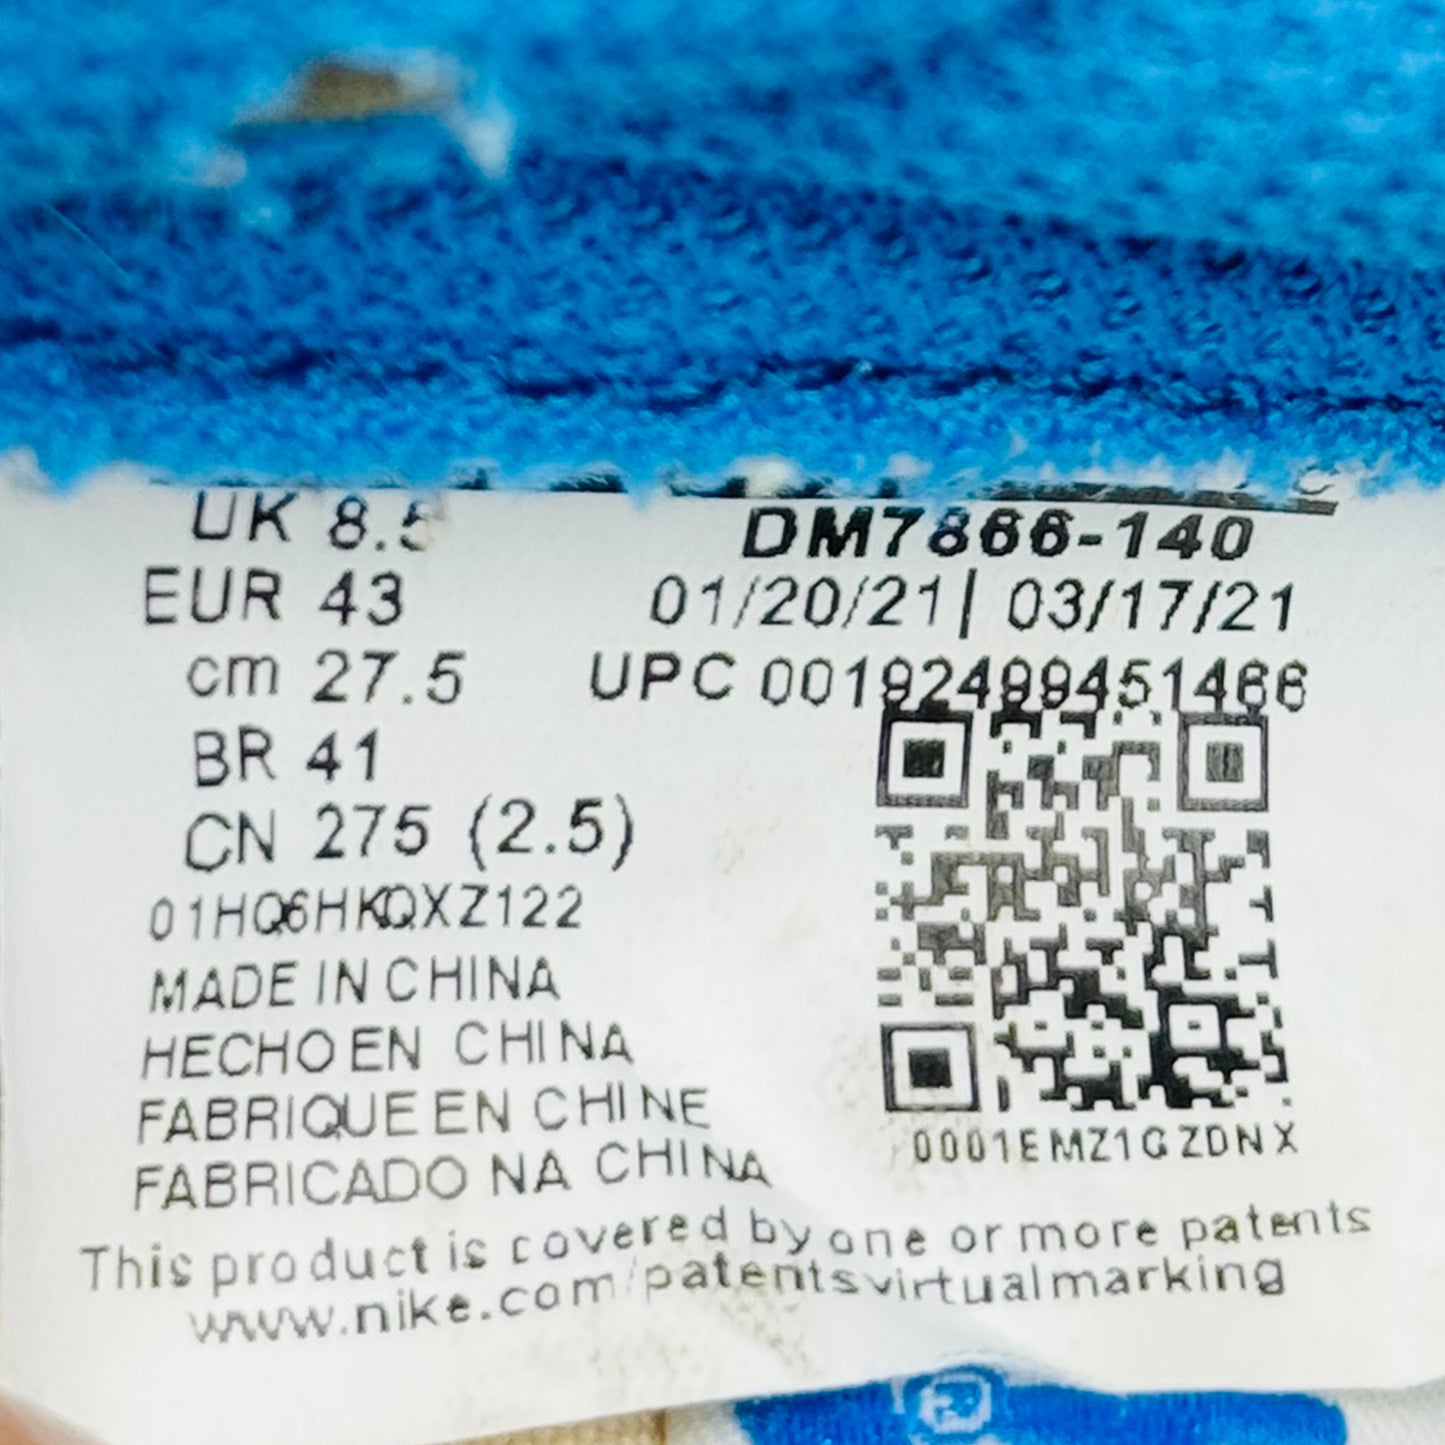 UK 8.5
EUR 43
cm 27.5
BR 41
CN 275 (2.5)
01HQ6HKQXZ122
MADE IN CHINA
HECHO EN CHINA
FABRIQUE EN CHINE
FABRICADO NA CHINA
DM7866-140
01/20/21| 03/17/21
UPC 00192499451466
0001EMZ1GZDNX
This product is covered by one or more patents
www.nike.com/patentsvirtualmarking